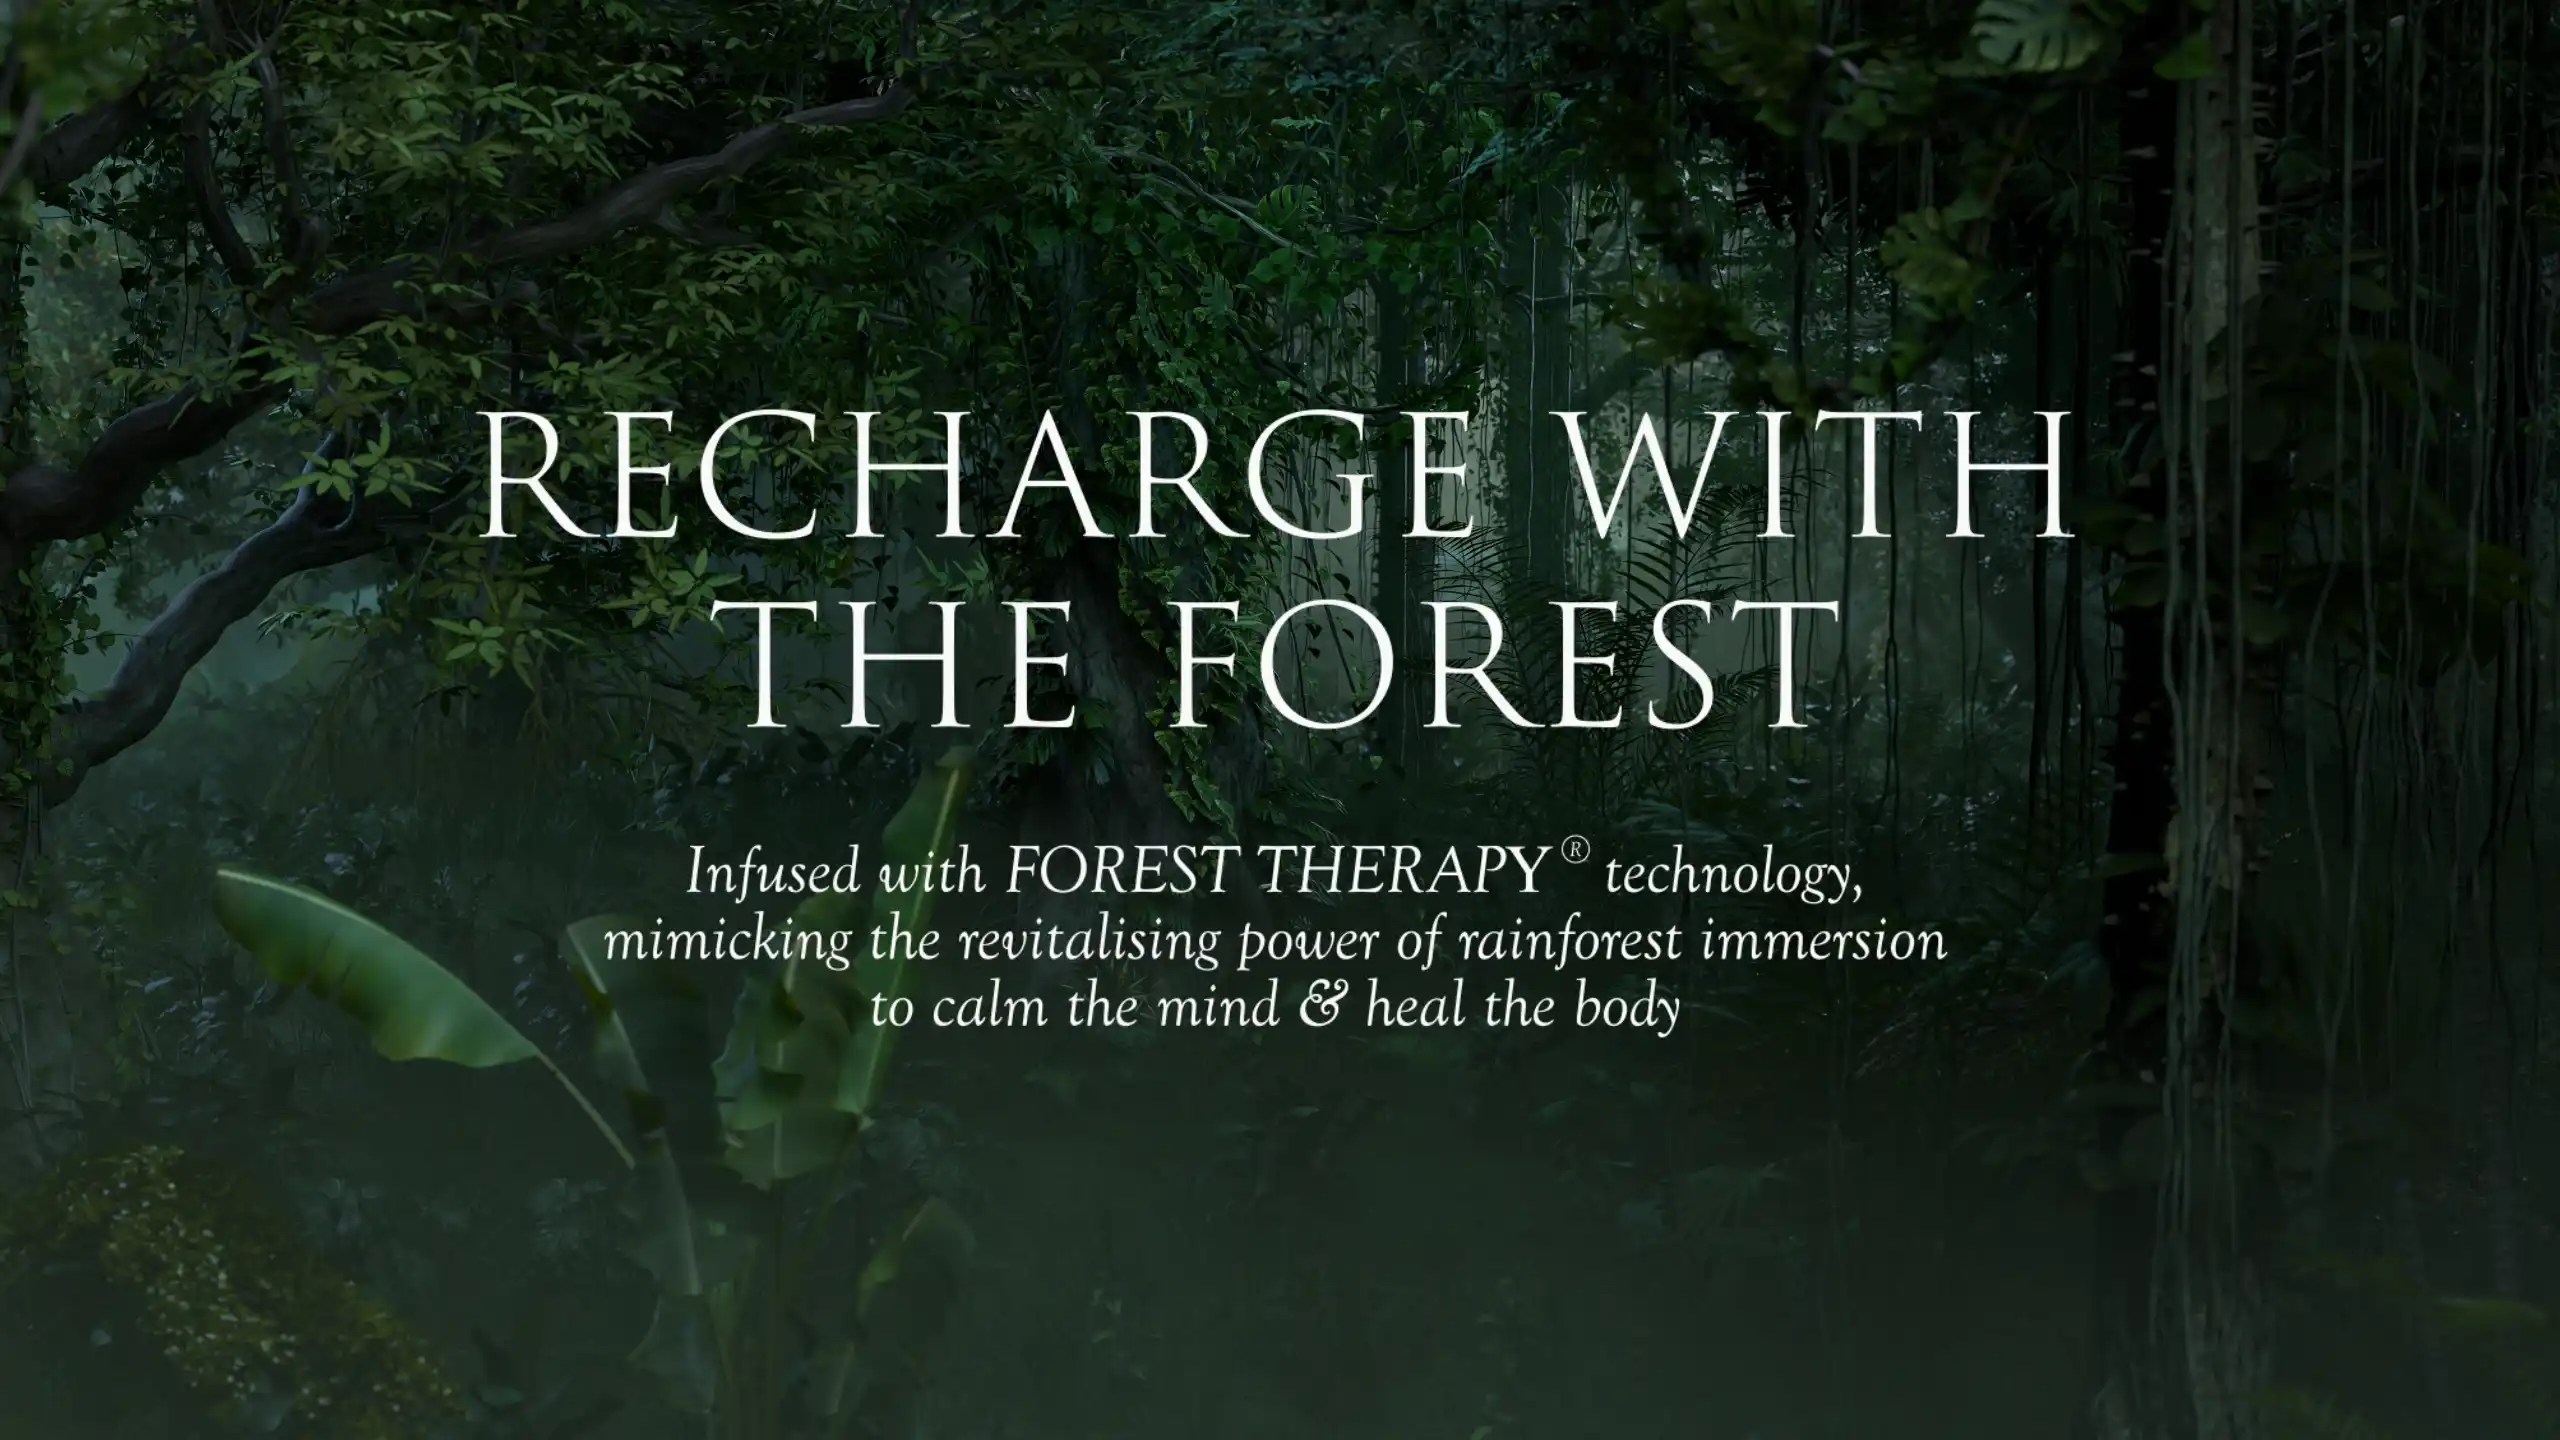 RECHARGE WITH
THE FOREST
Infused with FOREST THERAPY® technology,
mimicking the revitalising power of rainforest immersion
to calm the mind & heal the body